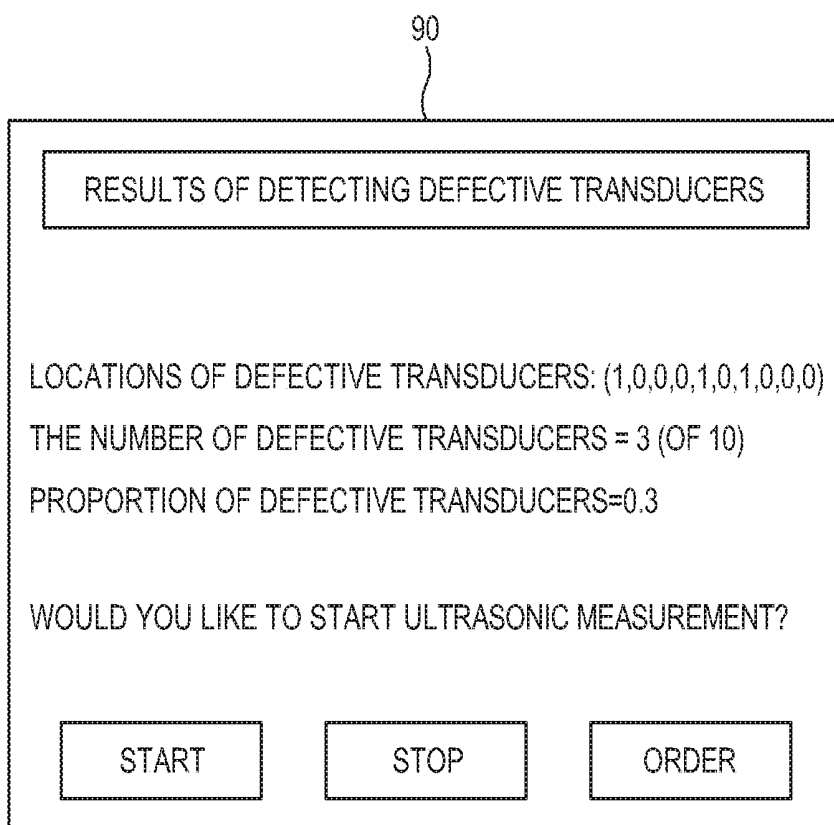 90
RESULTS OF DETECTING DEFECTIVE TRANSDUCERS
LOCATIONS OF DEFECTIVE TRANSDUCERS: (1,0,0,0,1,0,1,0,0,0)
THE NUMBER OF DEFECTIVE TRANSDUCERS = 3 (OF 10)
PROPORTION OF DEFECTIVE TRANSDUCERS=0.3
WOULD YOU LIKE TO START ULTRASONIC MEASUREMENT?
START STOP ORDER